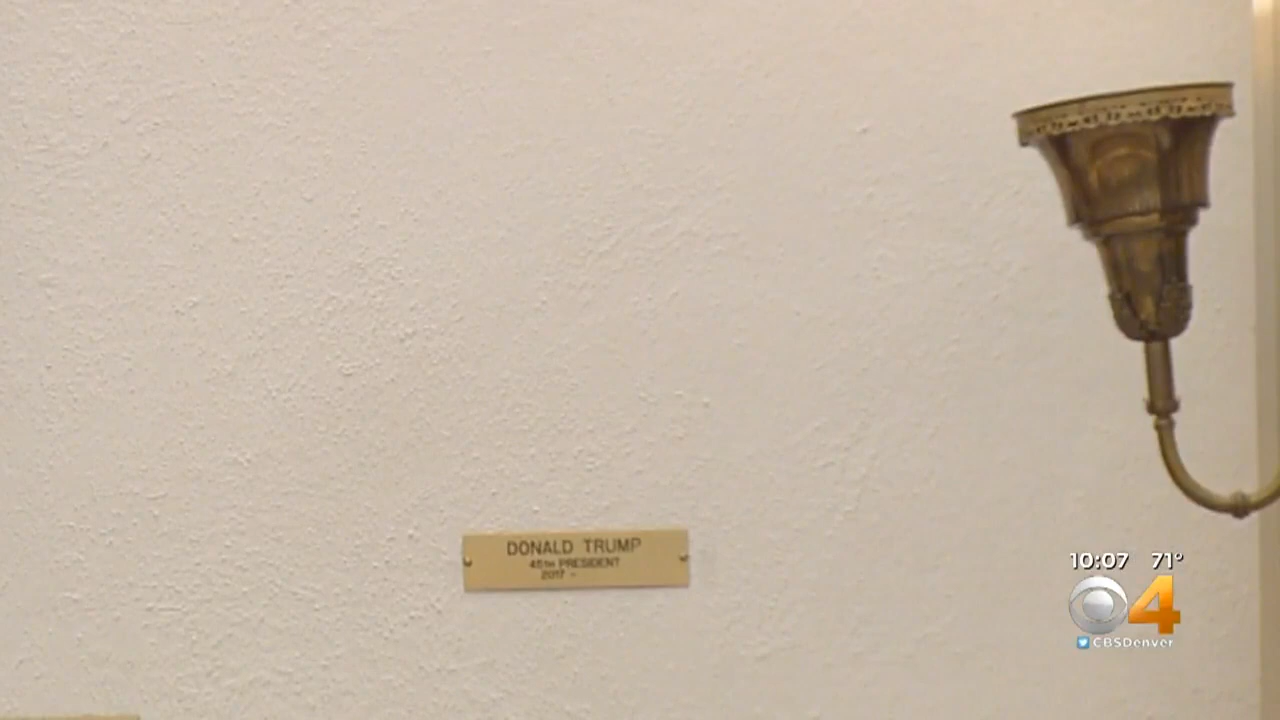 DONALD TRUMP
45TH PRESIDENT
2017 -
10:07 71°
4
CBSDenver